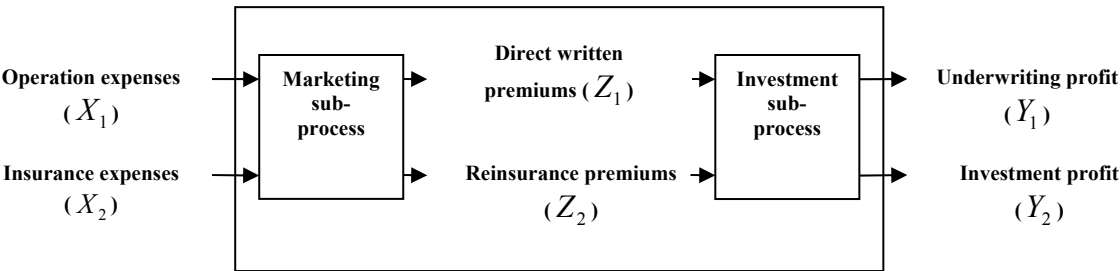 Operation expenses
(X₁)
Insurance expenses
(X₂)
Marketing
sub-
process
Direct written
premiums (Z₁)
Reinsurance premiums
(Z₂)
Investment
sub-
process
Underwriting profit
(Y₁)
Investment profit
(Y₂)